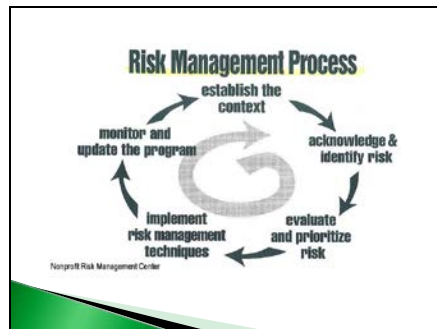 Risk Management Process
establish the
context
acknowledge &
identify risk
evaluate
and prioritize
risk
implement
risk management
techniques
monitor and
update the program
Nonprofit Risk Management Center